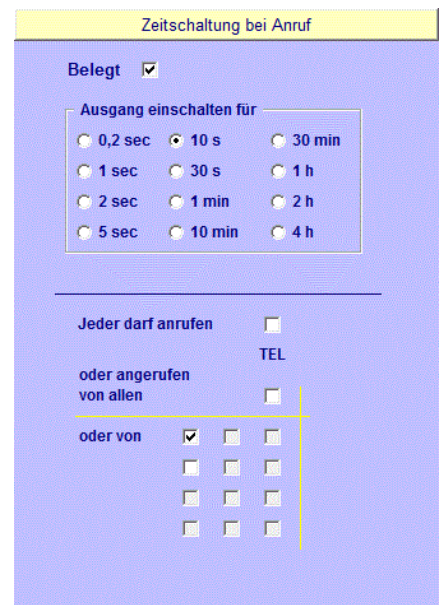 Zeitschaltung bei Anruf
Belegt
Ausgang einschalten für
0,2 sec 10 s 30 min
1 sec 30 s 1 h
2 sec 1 min 2 h
5 sec 10 min 4 h
Jeder darf anrufen
TEL
oder angerufen
von allen
oder von